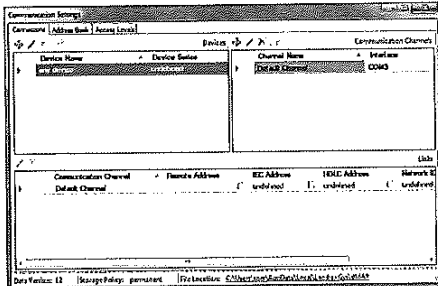 Communication Settings
Connections Address Book Access Levels
Devices
Communication Channels
Device Name Device Series
Channel Name Interface
Default Channel COM3
Links
Communication Channel Remote Address IEC Address HDLC Address Network
Default Channel undefined undefined undefined
Data Version: 12 Storage Policy: permanent File Location: